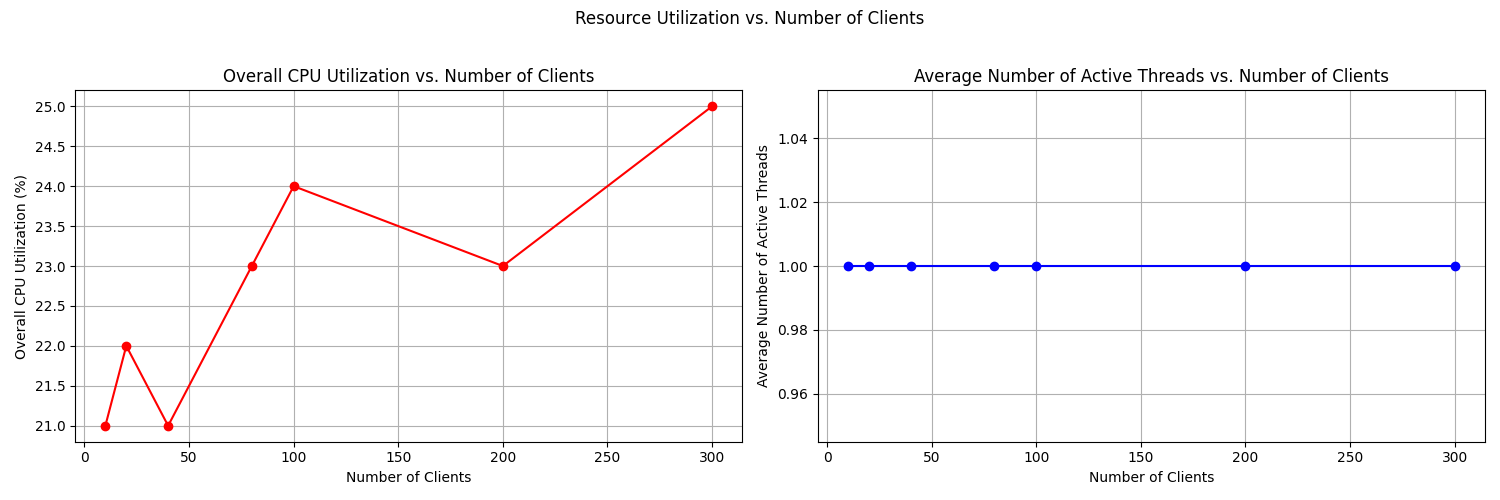 Resource Utilization vs. Number of Clients
Overall CPU Utilization vs. Number of Clients
Overall CPU Utilization (%)
25.0
24.5
24.0
23.5
23.0
22.5
22.0
21.5
21.0
0 50 100 150 200 250 300
Number of Clients
Average Number of Active Threads vs. Number of Clients
Average Number of Active Threads
1.04
1.02
1.00
0.98
0.96
0 50 100 150 200 250 300
Number of Clients